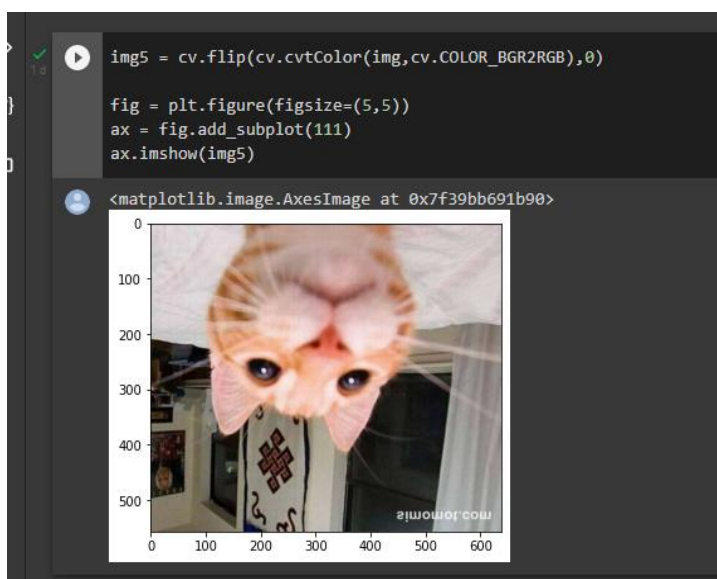 img5 = cv.flip(cv.cvtColor(img,cv.COLOR_BGR2RGB),0)
1 d
fig = plt.figure(figsize=(5,5))
ax = fig.add_subplot(111)
ax.imshow(img5)
<matplotlib.image.AxesImage at 0x7f39bb691b90>
0
100
200
300
400
500
simomot.com
0 100 200 300 400 500 600